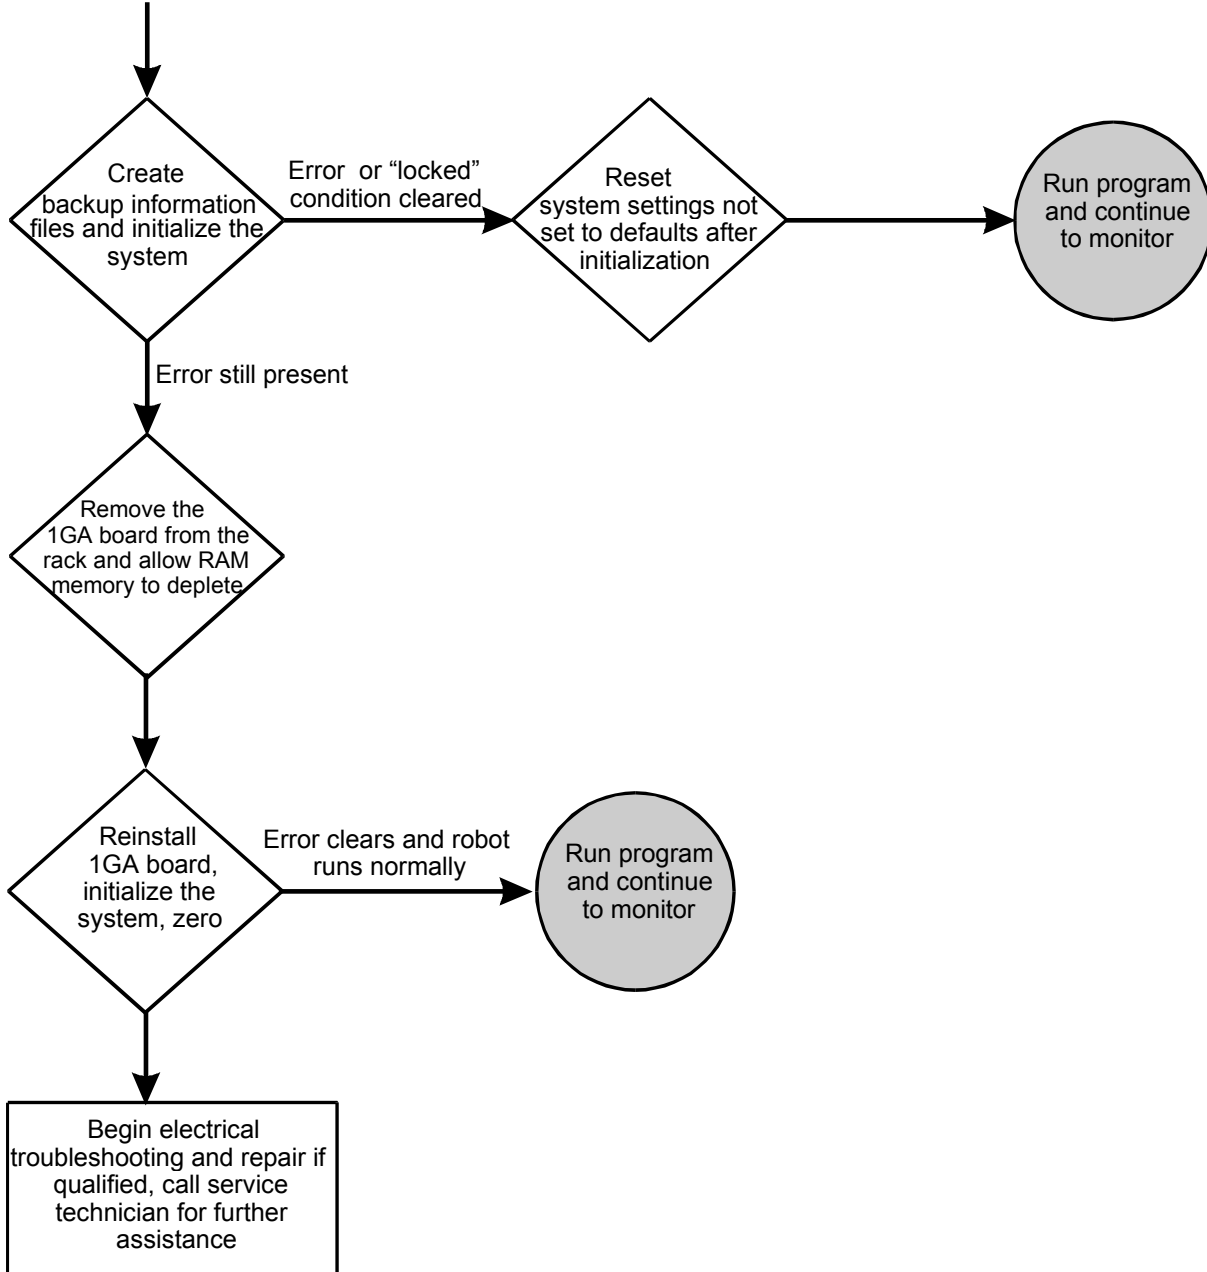 Create
backup information
files and initialize the
system
Error or “locked”
condition cleared
Reset
system settings not
set to defaults after
initialization
Run program
and continue
to monitor
Error still present
Remove the
1GA board from the
rack and allow RAM
memory to deplete
Reinstall
1GA board,
initialize the
system, zero
Error clears and robot
runs normally
Run program
and continue
to monitor
Begin electrical
troubleshooting and repair if
qualified, call service
technician for further
assistance